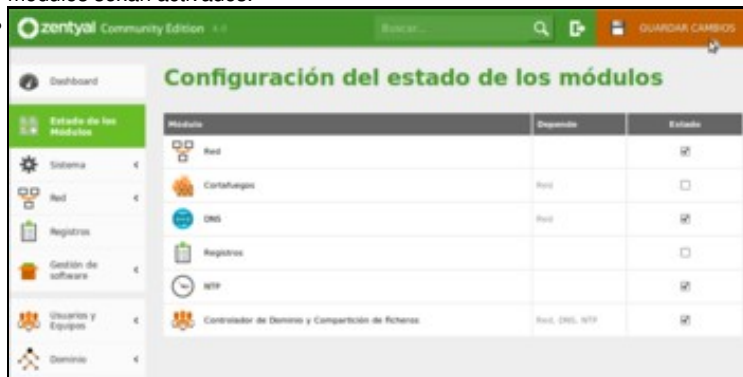 módulos serán activados.
zentyal Community Edition 4.0
Buscar...
GUARDAR CAMBIOS
Dashboard
Estado de los
Módulos
Sistema
Red
Registros
Gestión de
software
Usuarios y
Equipos
Dominio
Configuración del estado de los módulos
Módulo Depende Estado
Red
Cortafuegos Red
DNS Red
Registros
NTP
Controlador de Dominio y Compartición de ficheros Red, DNS, NTP